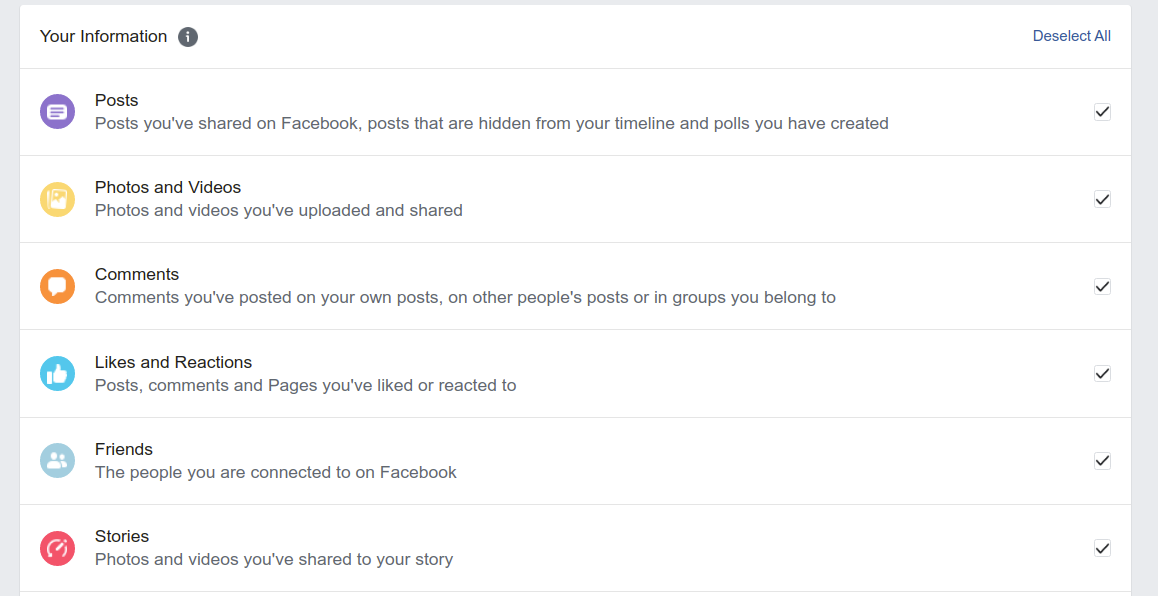 Your Information
Deselect All
Posts
Posts you've shared on Facebook, posts that are hidden from your timeline and polls you have created
Photos and Videos
Photos and videos you've uploaded and shared
Comments
Comments you've posted on your own posts, on other people's posts or in groups you belong to
Likes and Reactions
Posts, comments and Pages you've liked or reacted to
Friends
The people you are connected to on Facebook
Stories
Photos and videos you've shared to your story